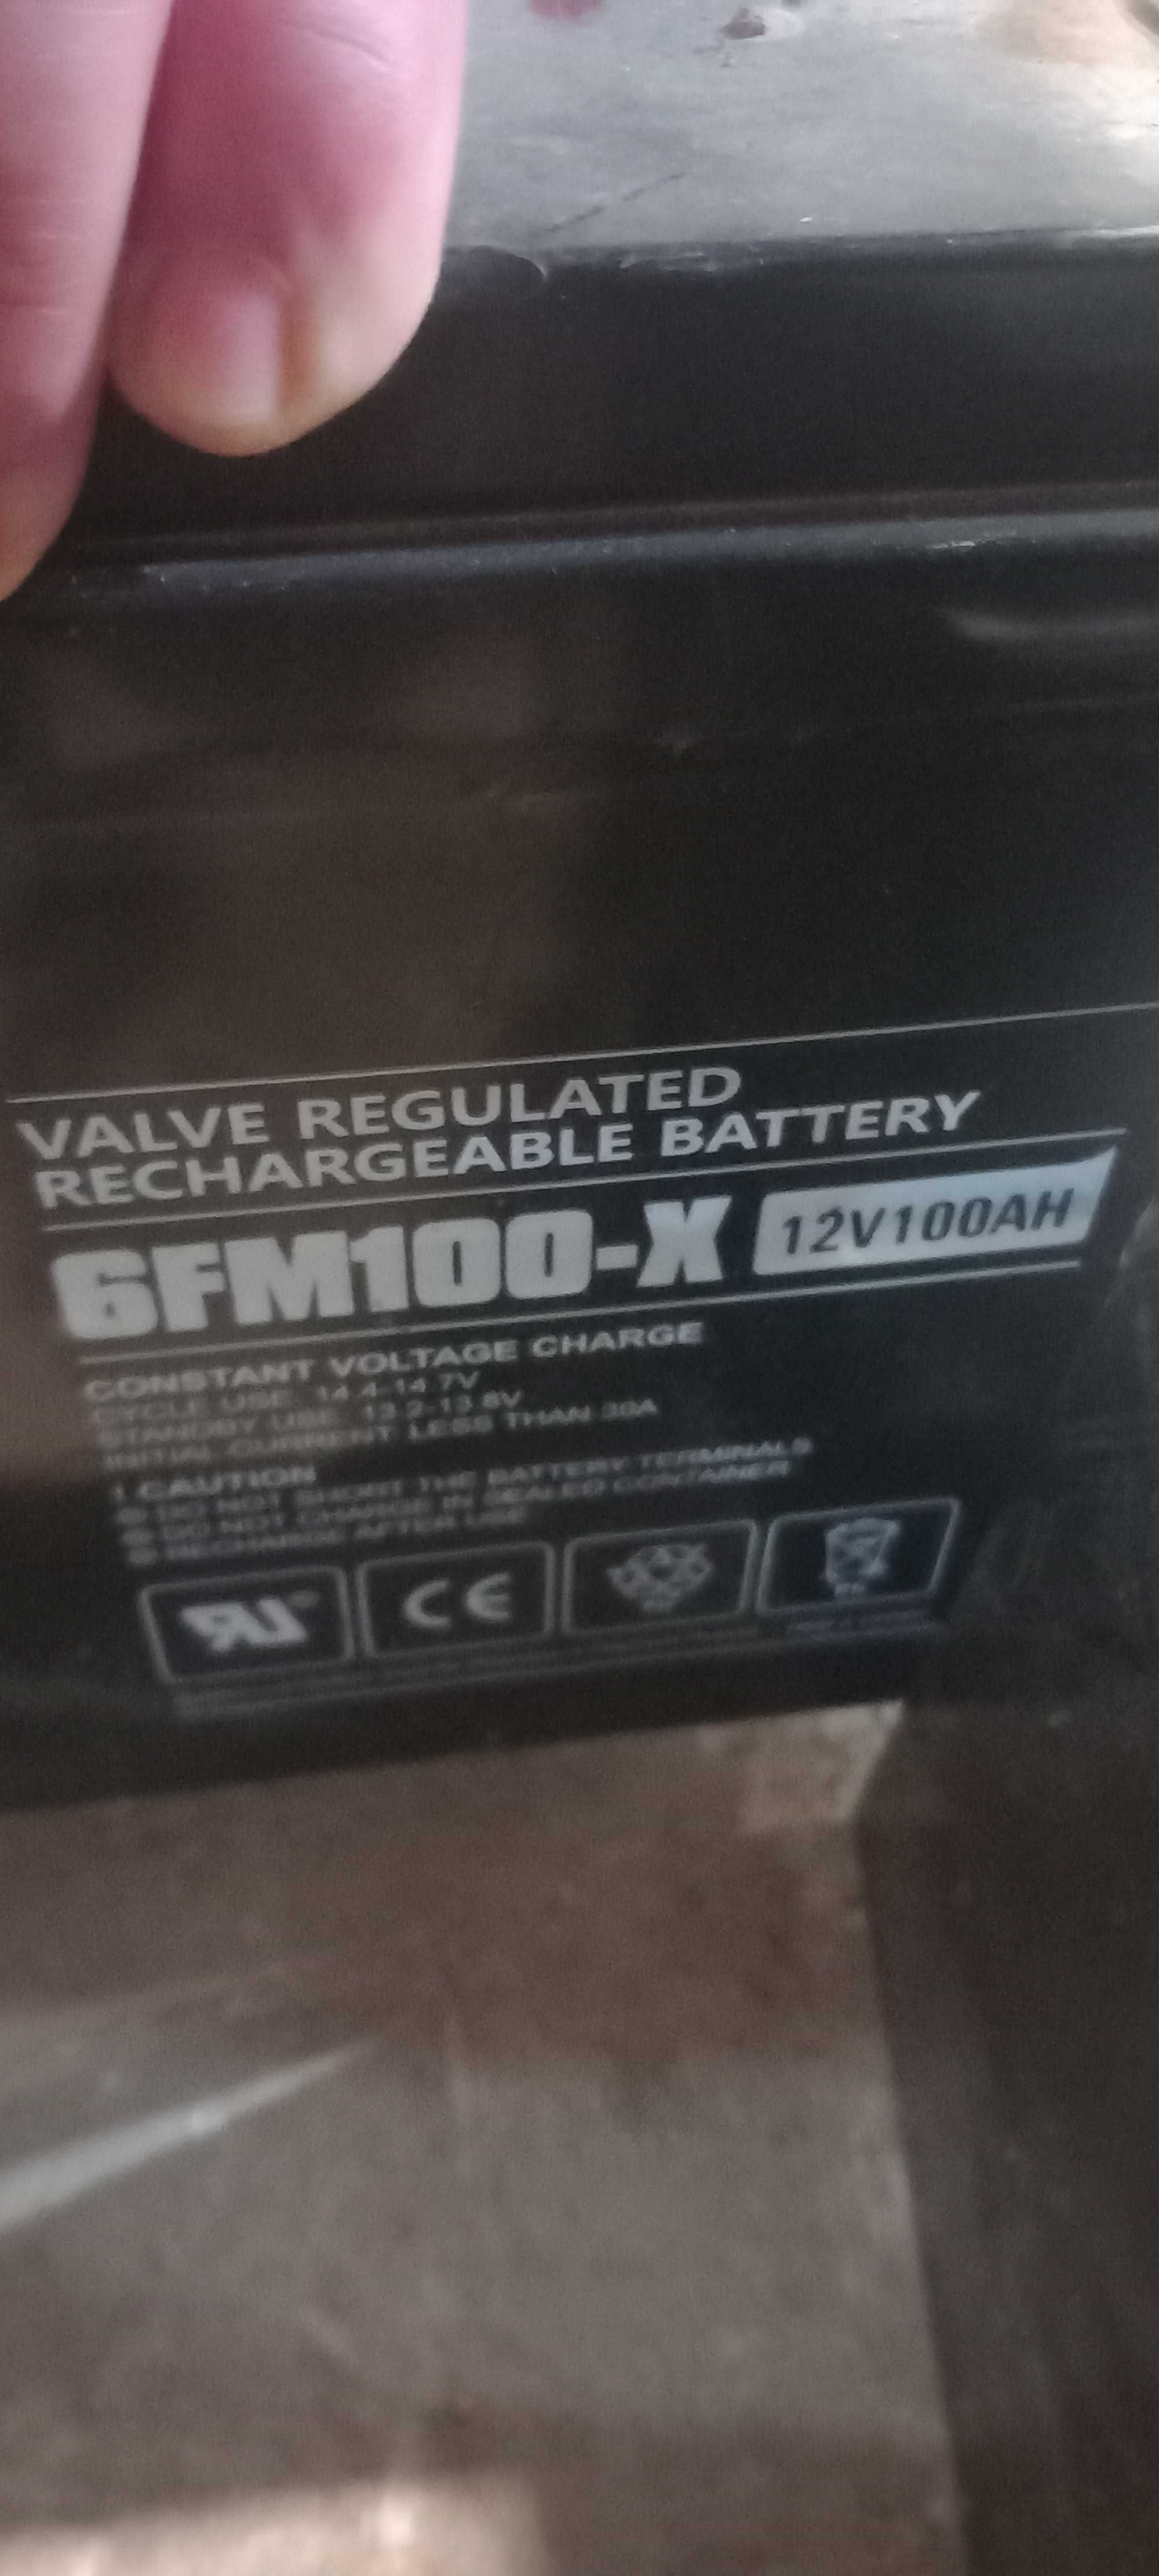 VALVE REGULATED
RECHARGEABLE BATTERY
6FM100-X 12V100AH
CONSTANT VOLTAGE CHARGE
CYCLE USE 14.4-14.7V
STANDBY USE 13.2-13.8V
INITIAL CURRENT LESS THAN 30A
CAUTION
DO NOT SHORT THE BATTERY TERMINALS
DO NOT CHARGE IN SEALED CONTAINER
RECHARGE AFTER USE
CE